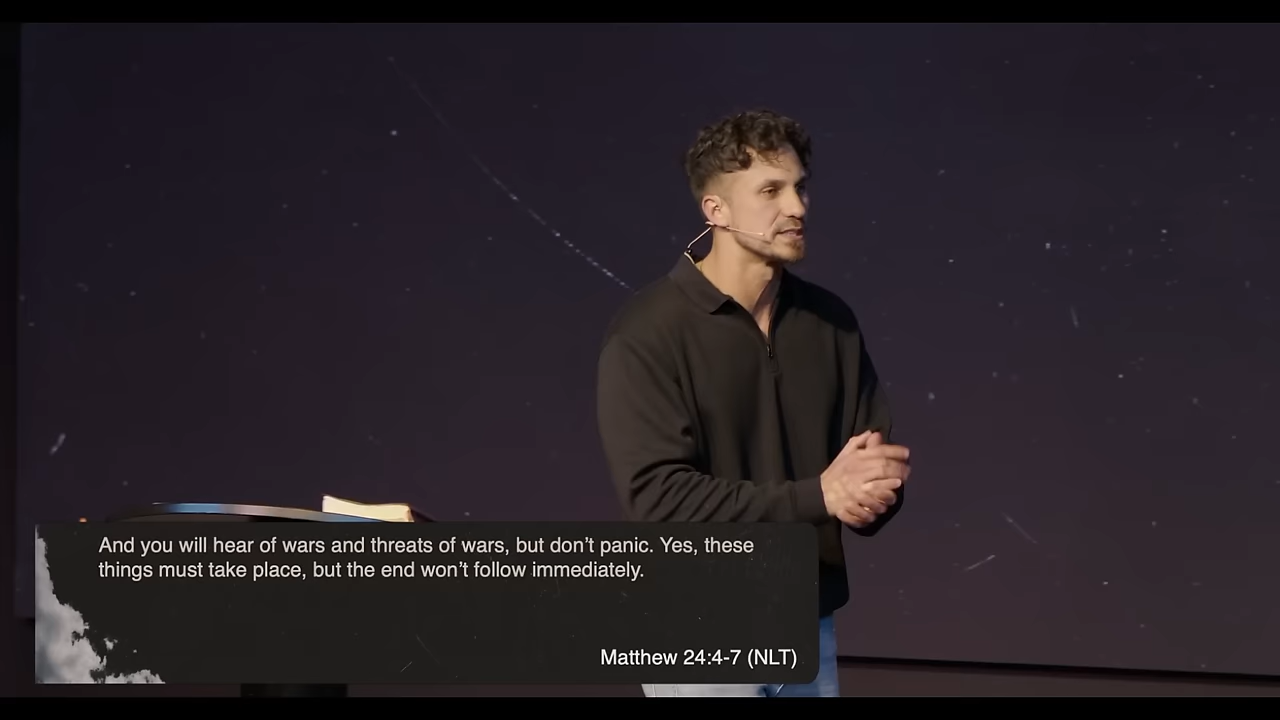 And you will hear of wars and threats of wars, but don’t panic. Yes, these
things must take place, but the end won’t follow immediately.
Matthew 24:4-7 (NLT)